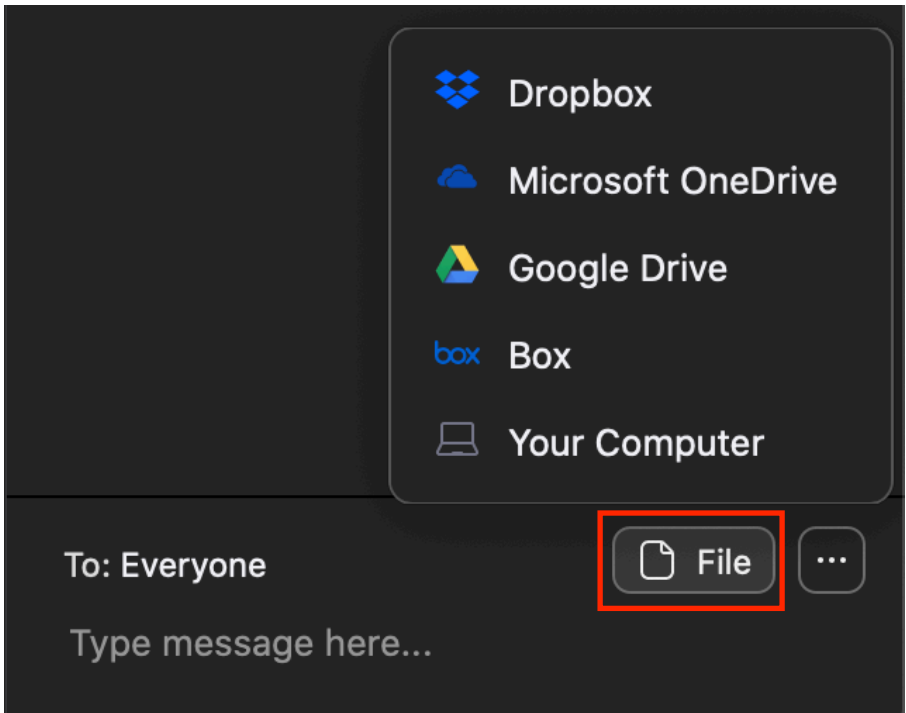 Dropbox
Microsoft OneDrive
Google Drive
box Box
Your Computer
To: Everyone
File
...
Type message here...